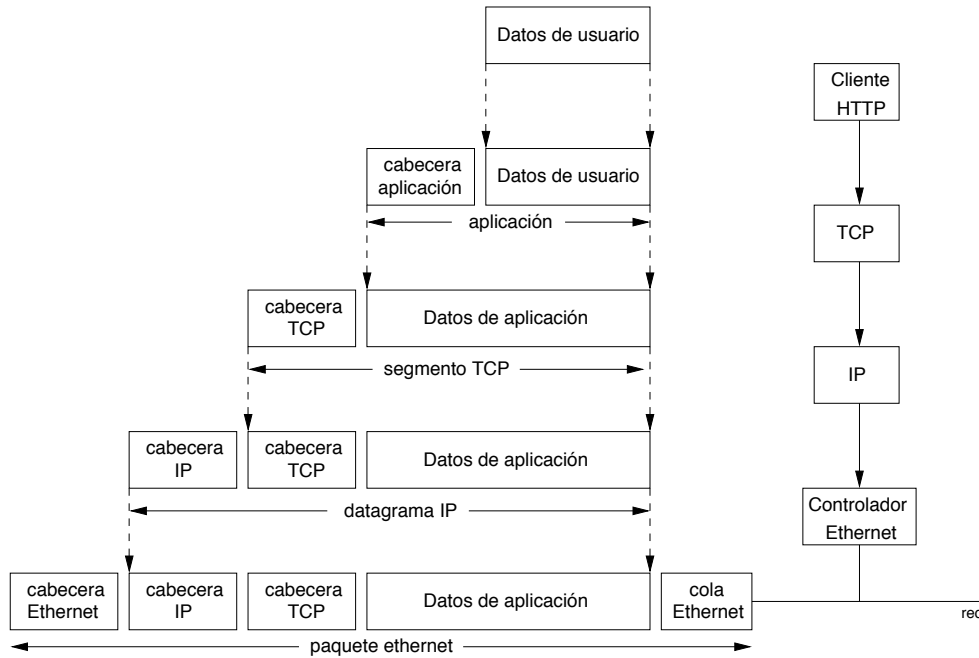 Datos de usuario
Cliente
HTTP
cabecera
aplicación
Datos de usuario
aplicación
TCP
cabecera
TCP
Datos de aplicación
segmento TCP
IP
cabecera
IP
cabecera
TCP
Datos de aplicación
datagrama IP
Controlador
Ethernet
cabecera
Ethernet
cabecera
IP
cabecera
TCP
Datos de aplicación
cola
Ethernet
red
paquete ethernet